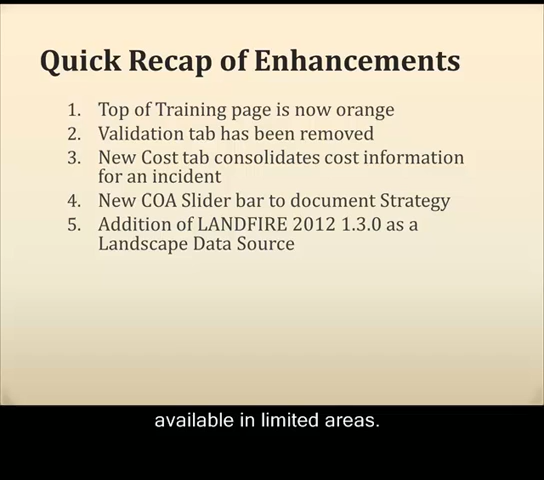 Quick Recap of Enhancements
1. Top of Training page is now orange
2. Validation tab has been removed
3. New Cost tab consolidates cost information
for an incident
4. New COA Slider bar to document Strategy
5. Addition of LANDFIRE 2012 1.3.0 as a
Landscape Data Source
available in limited areas.